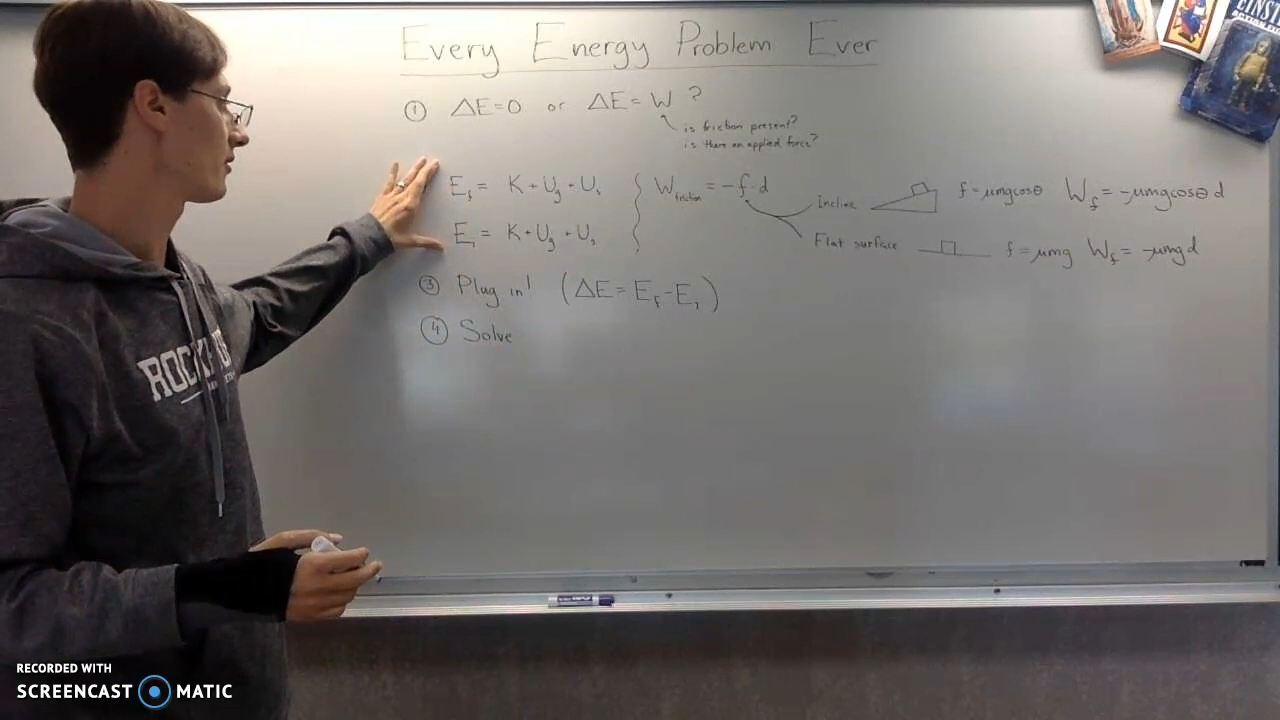 Every Energy Problem Ever
① ΔE=0 or ΔE=W ?
is friction present?
is there an applied force?
E_f = K + U_g + U_s
W_friction = -f·d
Incline f=μmgcosθ W_f = -μmgcosθ d
E_i = K + U_g + U_s
Flat surface f=μmg W_f = -μmgd
③ Plug in! (ΔE = E_f - E_i)
④ Solve
EINST
ROCK
RECORDED WITH
SCREENCAST MATIC